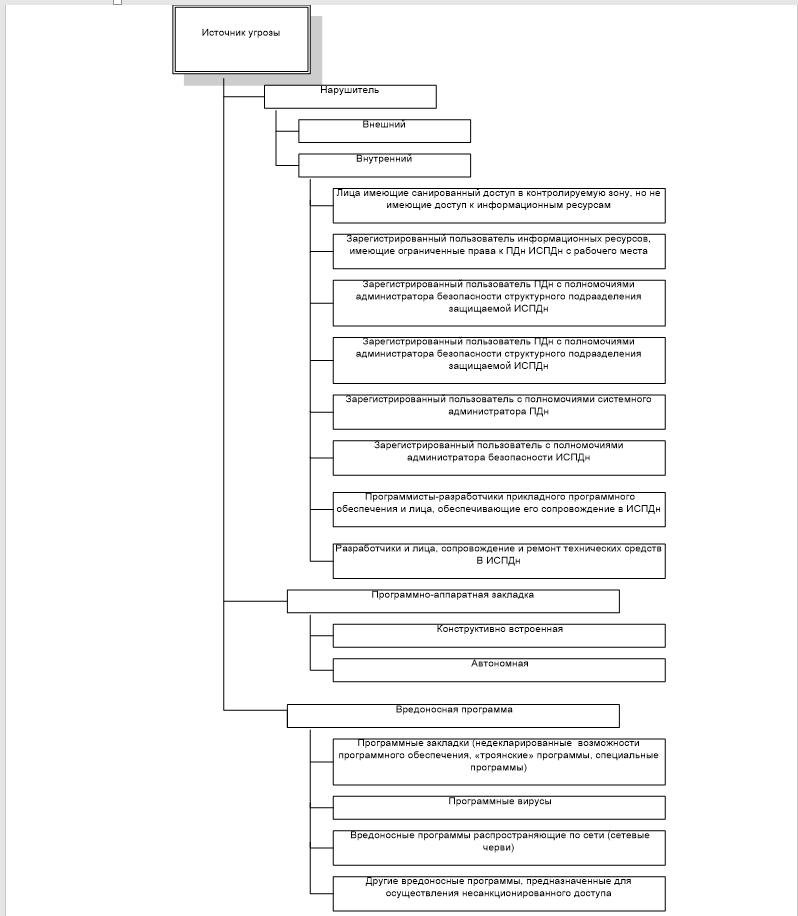 Источник угрозы
Нарушитель
Внешний
Внутренний
Лица имеющие санированный доступ в контролируемую зону, но не
имеющие доступ к информационным ресурсам
Зарегистрированный пользователь информационных ресурсов,
имеющие ограниченные права к ПДн ИСПДн с рабочего места
Зарегистрированный пользователь ПДн с полномочиями
администратора безопасности структурного подразделения
защищаемой ИСПДн
Зарегистрированный пользователь ПДн с полномочиями
администратора безопасности структурного подразделения
защищаемой ИСПДн
Зарегистрированный пользователь с полномочиями системного
администратора ПДн
Зарегистрированный пользователь с полномочиями
администратора безопасности ИСПДн
Программисты-разработчики прикладного программного
обеспечения и лица, обеспечивающие его сопровождение в ИСПДн
Разработчики и лица, сопровождение и ремонт технических средств
В ИСПДн
Программно-аппаратная закладка
Конструктивно встроенная
Автономная
Вредоносная программа
Программные закладки (недекларированные возможности
программного обеспечения, «троянские» программы, специальные
программы)
Программные вирусы
Вредоносные программы распространяющие по сети (сетевые
черви)
Другие вредоносные программы, предназначенные для
осуществления несанкционированного доступа